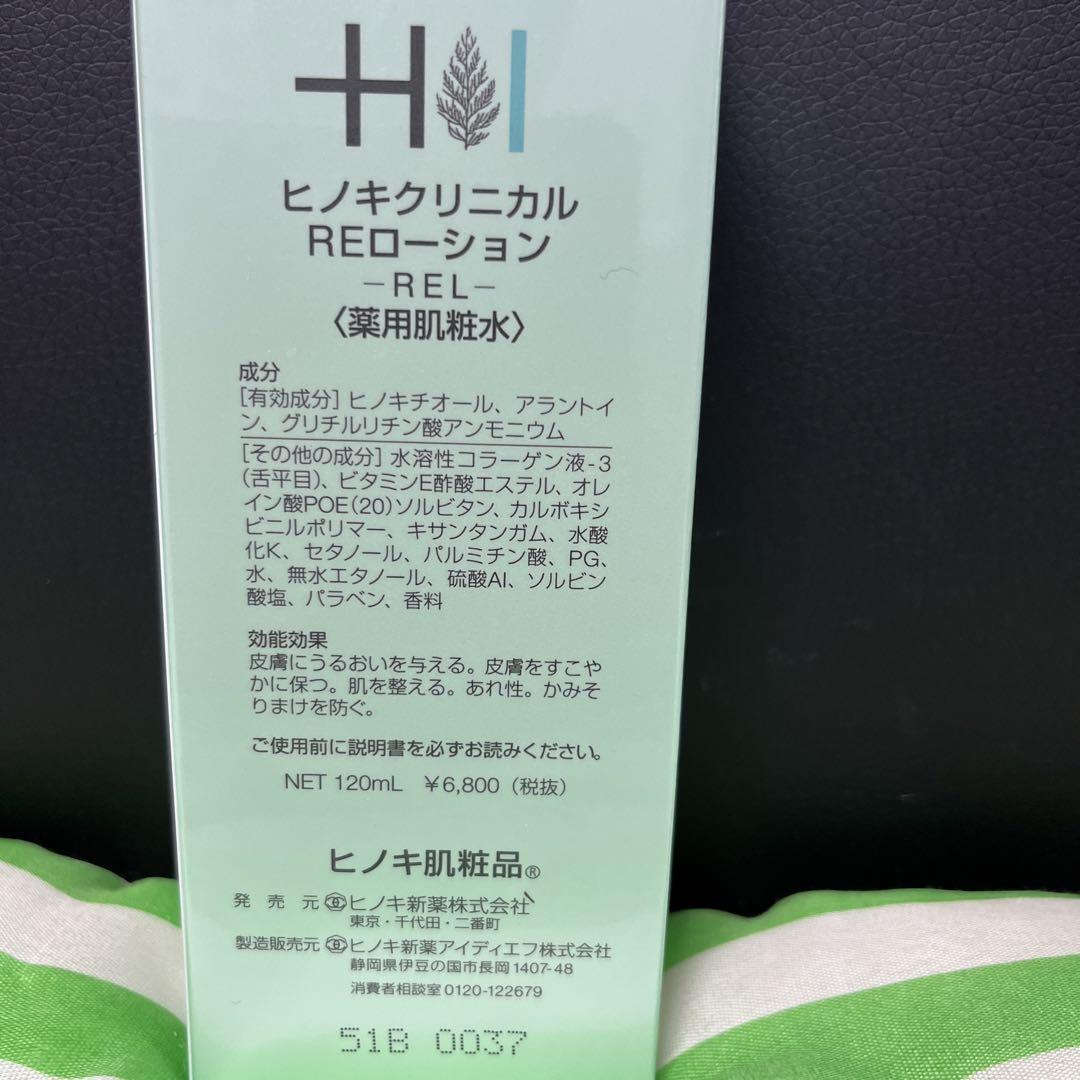 HI
ヒノキクリニカル
REローション
-REL-
〈薬用肌粧水〉
成分
[有効成分] ヒノキチオール、アラントイ
ン、グリチルリチン酸アンモニウム
[その他の成分] 水溶性コラーゲン液-3
(舌平目)、ビタミンE酢酸エステル、オレ
イン酸POE(20)ソルビタン、カルボキシ
ビニルポリマー、キサンタンガム、水酸
化K、セタノール、パルミチン酸、PG、
水、無水エタノール、硫酸Al、ソルビン
酸塩、パラベン、香料
効能効果
皮膚にうるおいを与える。皮膚をすこや
かに保つ。肌を整える。あれ性。かみそ
りまけを防ぐ。
ご使用前に説明書を必ずお読みください。
NET 120mL ¥6,800(税抜)
ヒノキ肌粧品®
発売元 ヒノキ新薬株式会社
東京・千代田・二番町
製造販売元 ヒノキ新薬アイディエフ株式会社
静岡県伊豆の国市長岡1407-48
消費者相談室0120-122679
51B 0037